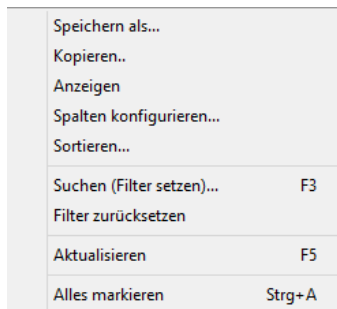 Speichern als...
Kopieren..
Anzeigen
Spalten konfigurieren...
Sortieren...
Suchen (Filter setzen)... F3
Filter zurücksetzen
Aktualisieren F5
Alles markieren Strg+A